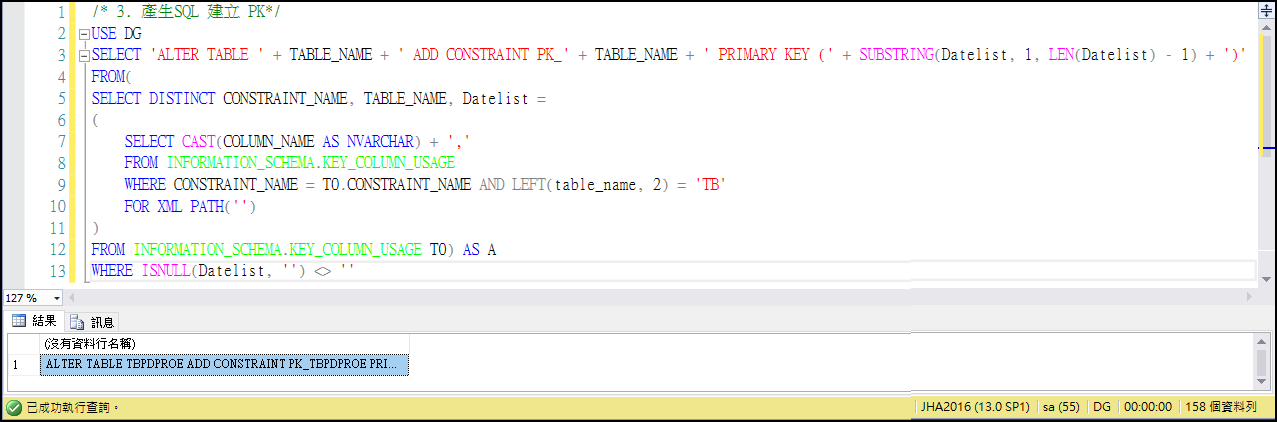 1 /* 3. 產生SQL 建立 PK*/
2 USE DG
3 SELECT 'ALTER TABLE ' + TABLE_NAME + ' ADD CONSTRAINT PK_' + TABLE_NAME + ' PRIMARY KEY (' + SUBSTRING(Datelist, 1, LEN(Datelist) - 1) + ')'
4 FROM(
5 SELECT DISTINCT CONSTRAINT_NAME, TABLE_NAME, Datelist =
6 (
7 SELECT CAST(COLUMN_NAME AS NVARCHAR) + ','
8 FROM INFORMATION_SCHEMA.KEY_COLUMN_USAGE
9 WHERE CONSTRAINT_NAME = T0.CONSTRAINT_NAME AND LEFT(table_name, 2) = 'TB'
10 FOR XML PATH('')
11 )
12 FROM INFORMATION_SCHEMA.KEY_COLUMN_USAGE T0) AS A
13 WHERE ISNULL(Datelist, '') <> ''
127 %
結果 訊息
(沒有資料行名稱)
1 ALTER TABLE TBPDPROE ADD CONSTRAINT PK_TBPDPROE PRI...
已成功執行查詢。 JHA2016 (13.0 SP1) sa (55) DG 00:00:00 158 個資料列